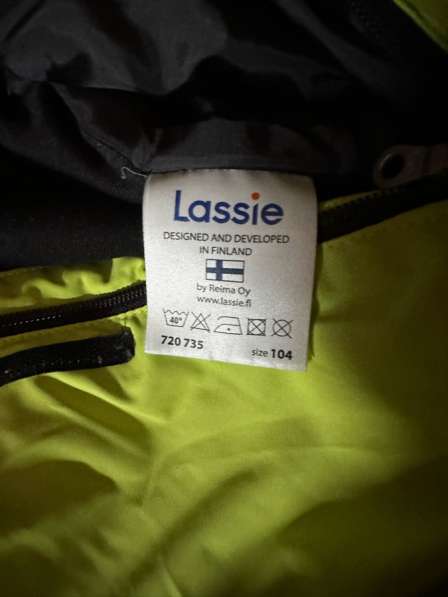 Lassie
DESIGNED AND DEVELOPED
IN FINLAND
by Reima Oy
www.lassie.fi
40°
720 735 size 104